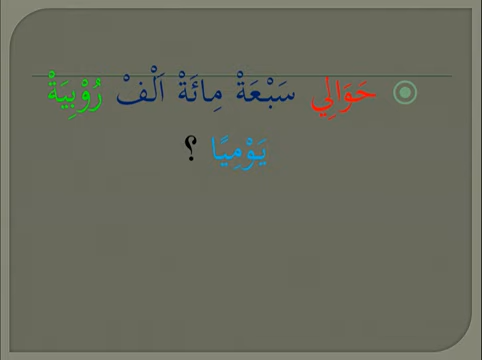 حَوَالِي سَبْعَةْ مِائَةْ اَلْفْ رُوْبِيَةْ
يَوْمِيًا ؟